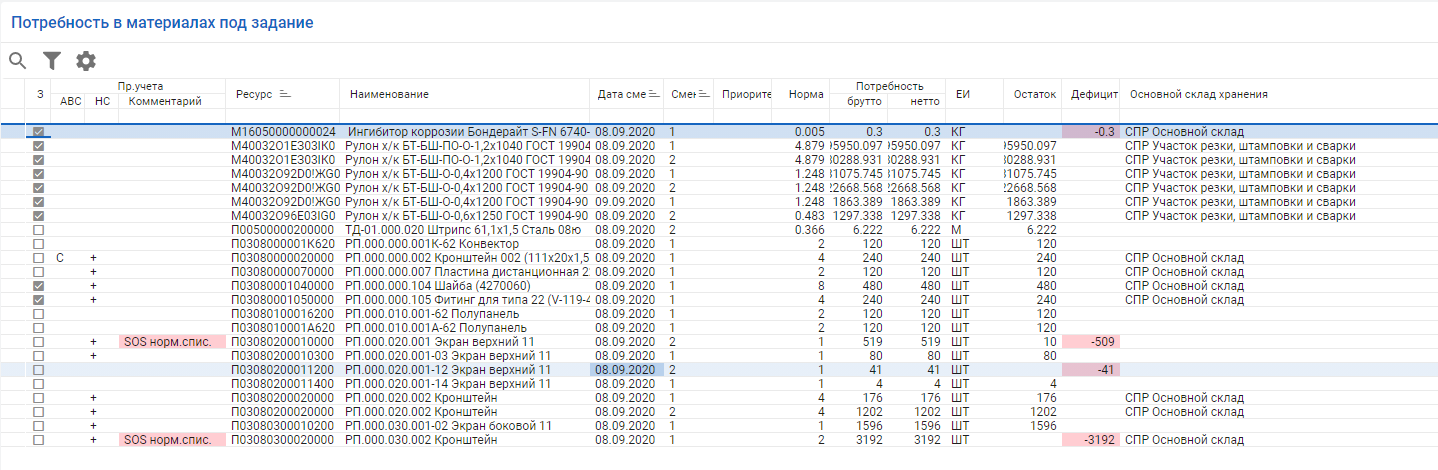 Потребность в материалах под задание
З Пр.учета АВС НС Комментарий Ресурс Наименование Дата сме Смен Приорите Норма Потребность брутто нетто ЕИ Остаток Дефицит Основной склад хранения
М16050000000024 Ингибитор коррозии Бондерайт S-FN 6740- 08.09.2020 1 0.005 0.3 0.3 КГ -0.3 СПР Основной склад
М40032О1Е303IК0 Рулон х/к БТ-БШ-ПО-О-1,2х1040 ГОСТ 19904 08.09.2020 1 4.879 95950.097 95950.097 КГ 95950.097 СПР Участок резки, штамповки и сварки
М40032О1Е303IК0 Рулон х/к БТ-БШ-ПО-О-1,2х1040 ГОСТ 19904 08.09.2020 2 4.879 30288.931 30288.931 КГ 30288.931 СПР Участок резки, штамповки и сварки
М40032О92D0!ЖG0 Рулон х/к БТ-БШ-О-0,4х1200 ГОСТ 19904-90 08.09.2020 1 1.248 31075.745 31075.745 КГ 31075.745 СПР Участок резки, штамповки и сварки
М40032О92D0!ЖG0 Рулон х/к БТ-БШ-О-0,4х1200 ГОСТ 19904-90 08.09.2020 2 1.248 22668.568 22668.568 КГ 22668.568 СПР Участок резки, штамповки и сварки
М40032О92D0!ЖG0 Рулон х/к БТ-БШ-О-0,4х1200 ГОСТ 19904-90 09.09.2020 1 1.248 1863.389 1863.389 КГ 1863.389 СПР Участок резки, штамповки и сварки
М40032О96Е03IG0 Рулон х/к БТ-БШ-О-0,6х1250 ГОСТ 19904-90 08.09.2020 2 0.483 1297.338 1297.338 КГ 1297.338 СПР Участок резки, штамповки и сварки
П00500000200000 ТД-01.000.020 Штрипс 61,1х1,5 Сталь 08ю 08.09.2020 2 0.366 6.222 6.222 М 6.222
П0308000001К620 РП.000.000.001К-62 Конвектор 08.09.2020 1 2 120 120 ШТ 120
С + П03080000020000 РП.000.000.002 Кронштейн 002 (111х20х1,5 08.09.2020 1 4 240 240 ШТ 240 СПР Основной склад
+ П03080000070000 РП.000.000.007 Пластина дистанционная 2 08.09.2020 1 2 120 120 ШТ 120 СПР Основной склад
+ П03080001040000 РП.000.000.104 Шайба (4270060) 08.09.2020 1 8 480 480 ШТ 480 СПР Основной склад
+ П03080001050000 РП.000.000.105 Фитинг для типа 22 (V-119-4 08.09.2020 1 4 240 240 ШТ 240 СПР Основной склад
П03080100016200 РП.000.010.001-62 Полупанель 08.09.2020 1 2 120 120 ШТ 120
П0308010001А620 РП.000.010.001А-62 Полупанель 08.09.2020 1 2 120 120 ШТ 120
+ SOS норм.спис. П03080200010000 РП.000.020.001 Экран верхний 11 08.09.2020 2 1 519 519 ШТ 10 -509
+ П03080200010300 РП.000.020.001-03 Экран верхний 11 08.09.2020 1 1 80 80 ШТ 80
П03080200011200 РП.000.020.001-12 Экран верхний 11 08.09.2020 2 1 41 41 ШТ -41
П03080200011400 РП.000.020.001-14 Экран верхний 11 08.09.2020 1 1 4 4 ШТ 4
+ П03080200020000 РП.000.020.002 Кронштейн 08.09.2020 1 4 176 176 ШТ 176 СПР Основной склад
+ П03080200020000 РП.000.020.002 Кронштейн 08.09.2020 2 4 1202 1202 ШТ 1202 СПР Основной склад
+ П03080300010200 РП.000.030.001-02 Экран боковой 11 08.09.2020 1 1 1596 1596 ШТ 1596
+ SOS норм.спис. П03080300020000 РП.000.030.002 Кронштейн 08.09.2020 1 2 3192 3192 ШТ -3192 СПР Основной склад